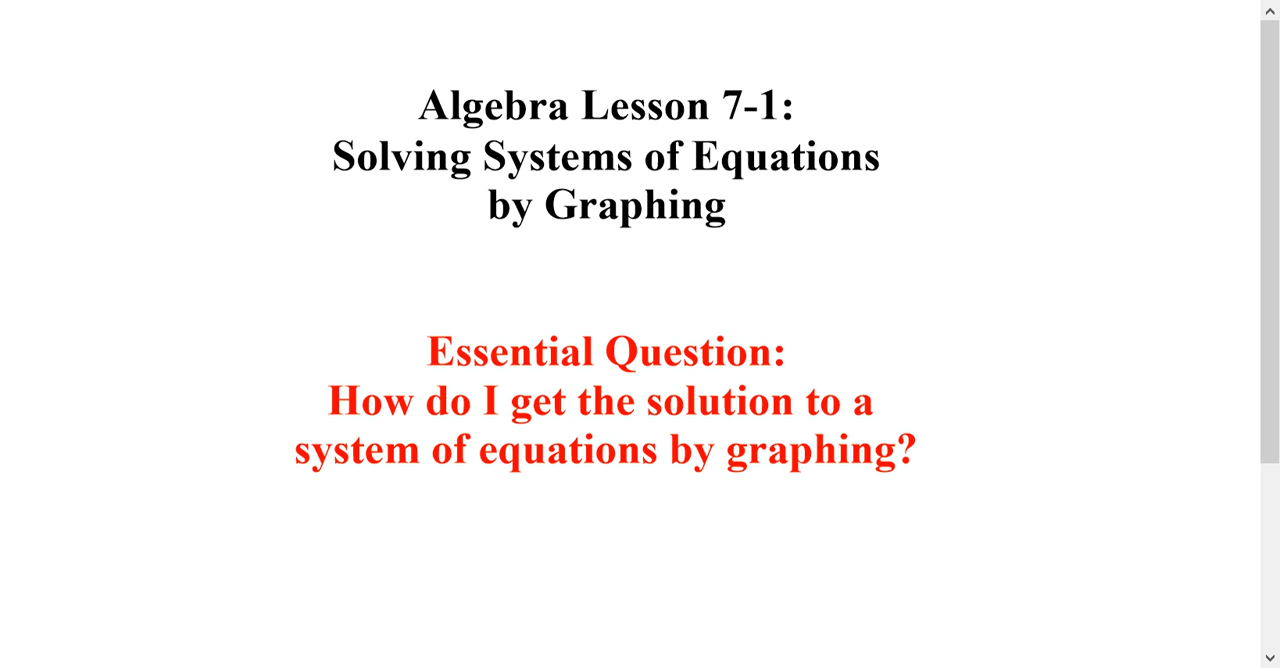 Algebra Lesson 7-1:
Solving Systems of Equations
by Graphing
Essential Question:
How do I get the solution to a
system of equations by graphing?